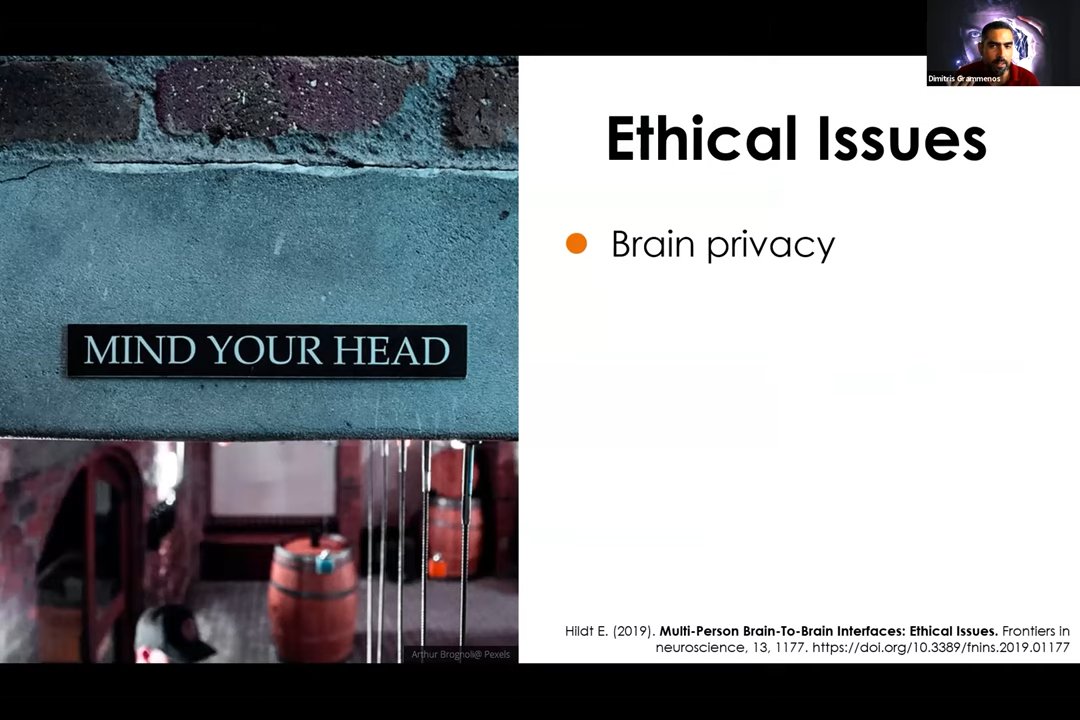 Dimitris Grammenos
Ethical Issues
Brain privacy
MIND YOUR HEAD
Hildt E. (2019). Multi-Person Brain-To-Brain Interfaces: Ethical Issues. Frontiers in
neuroscience, 13, 1177. https://doi.org/10.3389/fnins.2019.01177
Arthur Brognoli@ Pexels